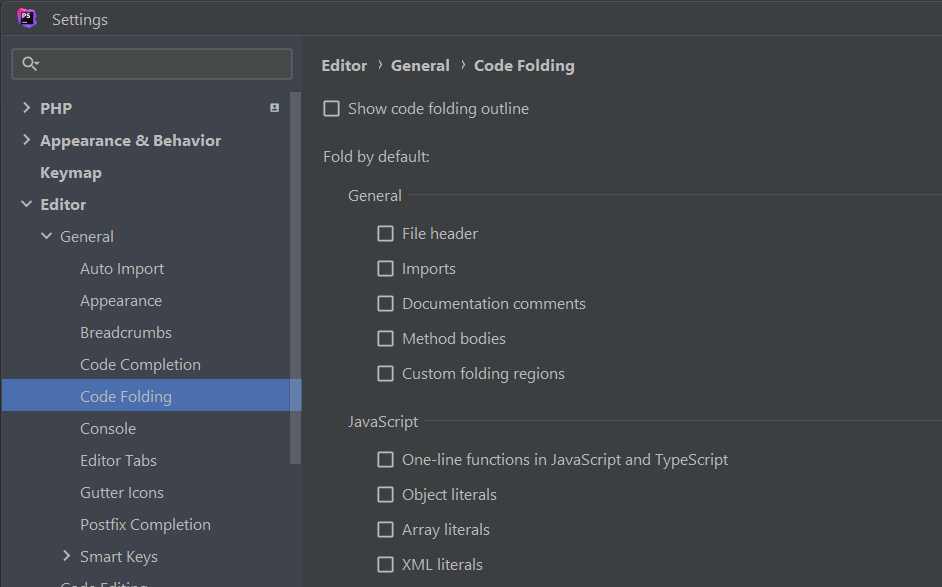 PS
Settings
PHP
Appearance & Behavior
Keymap
Editor
General
Auto Import
Appearance
Breadcrumbs
Code Completion
Code Folding
Console
Editor Tabs
Gutter Icons
Postfix Completion
Smart Keys
Code Editing
Editor › General › Code Folding
Show code folding outline
Fold by default:
General
File header
Imports
Documentation comments
Method bodies
Custom folding regions
JavaScript
One-line functions in JavaScript and TypeScript
Object literals
Array literals
XML literals